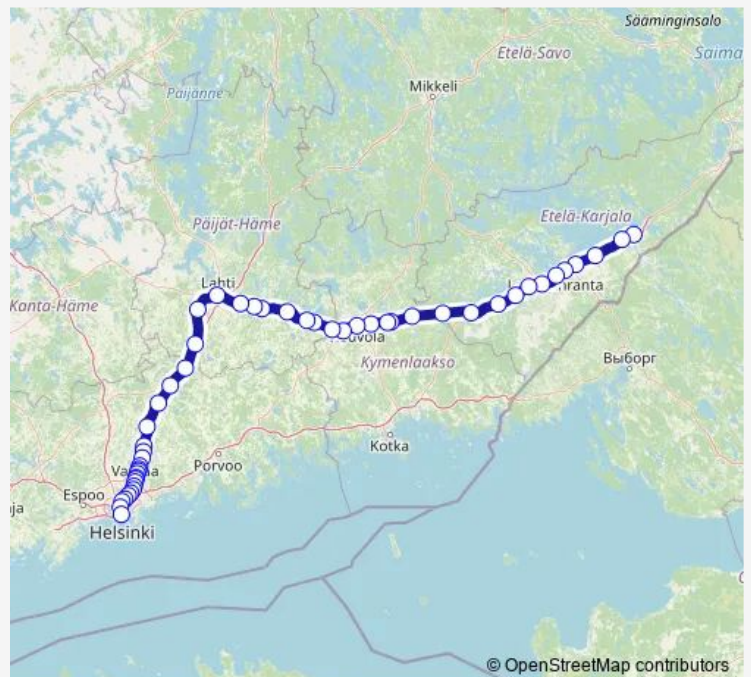 Sääminginsalo
Etelä-Savo
Saima
Mikkeli
Päijänne
Päijät-Häme
Etelä-Karjala
Lahti
Kanta-Häme
ranta
Выборг
Kymenlaakso
Kotka
Porvoo
Espoo
Helsinki
© OpenStreetMap contributors